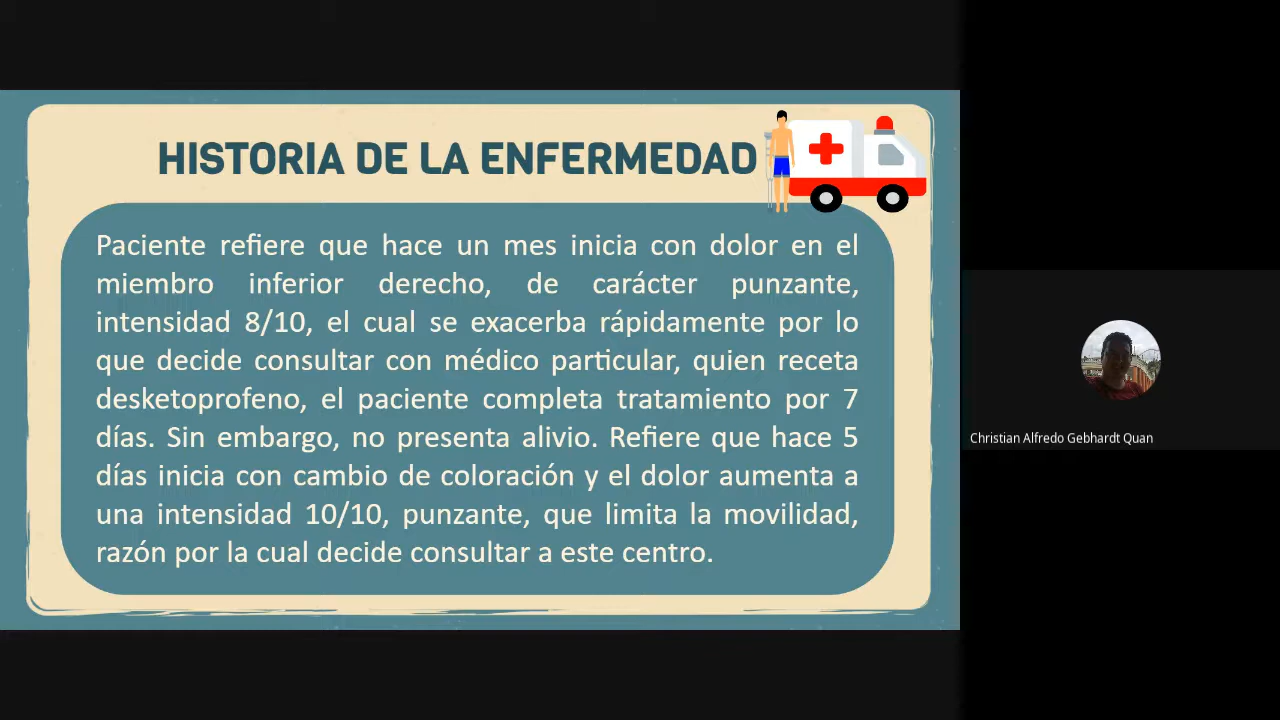 HISTORIA DE LA ENFERMEDAD
Paciente refiere que hace un mes inicia con dolor en el
miembro inferior derecho, de carácter punzante,
intensidad 8/10, el cual se exacerba rápidamente por lo
que decide consultar con médico particular, quien receta
desketoprofeno, el paciente completa tratamiento por 7
días. Sin embargo, no presenta alivio. Refiere que hace 5
días inicia con cambio de coloración y el dolor aumenta a
una intensidad 10/10, punzante, que limita la movilidad,
razón por la cual decide consultar a este centro.
Christian Alfredo Gebhardt Quan